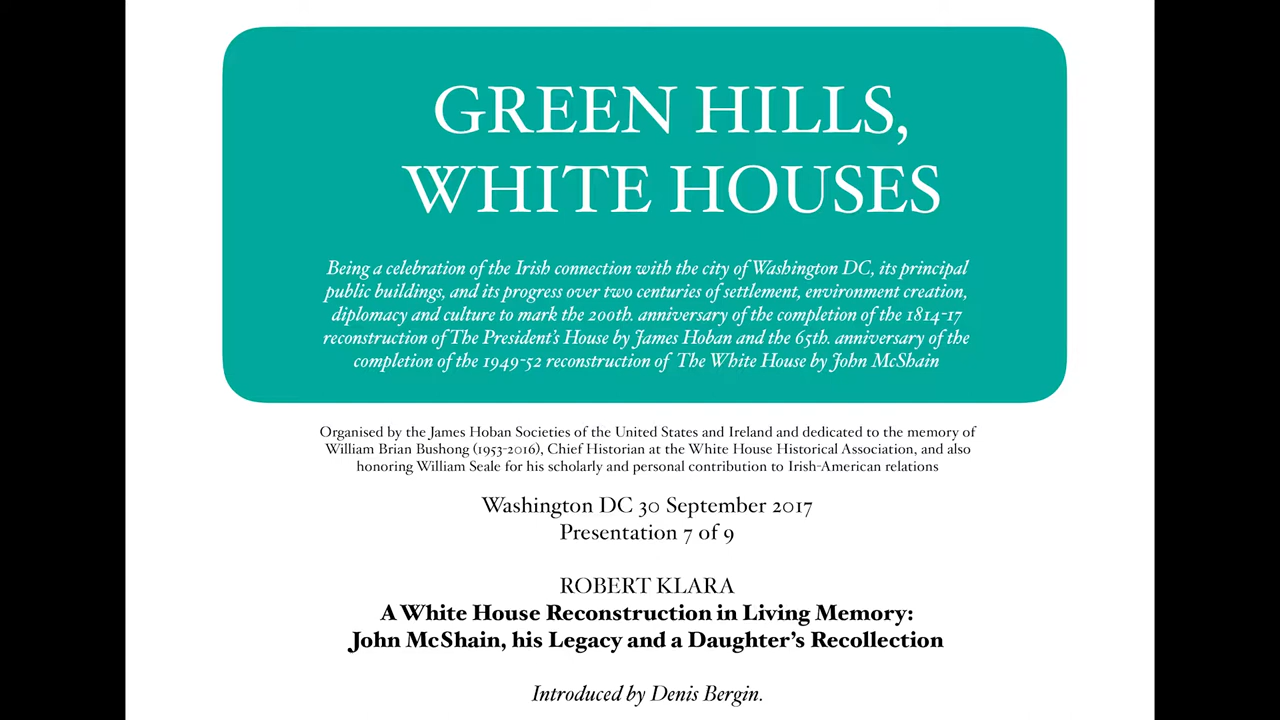 GREEN HILLS,
WHITE HOUSES
Being a celebration of the Irish connection with the city of Washington DC, its principal
public buildings, and its progress over two centuries of settlement, environment creation,
diplomacy and culture to mark the 200th. anniversary of the completion of the 1814-17
reconstruction of The President's House by James Hoban and the 65th. anniversary of the
completion of the 1949-52 reconstruction of The White House by John McShain
Organised by the James Hoban Societies of the United States and Ireland and dedicated to the memory of
William Brian Bushong (1953-2016), Chief Historian at the White House Historical Association, and also
honoring William Seale for his scholarly and personal contribution to Irish-American relations
Washington DC 30 September 2017
Presentation 7 of 9
ROBERT KLARA
A White House Reconstruction in Living Memory:
John McShain, his Legacy and a Daughter's Recollection
Introduced by Denis Bergin.